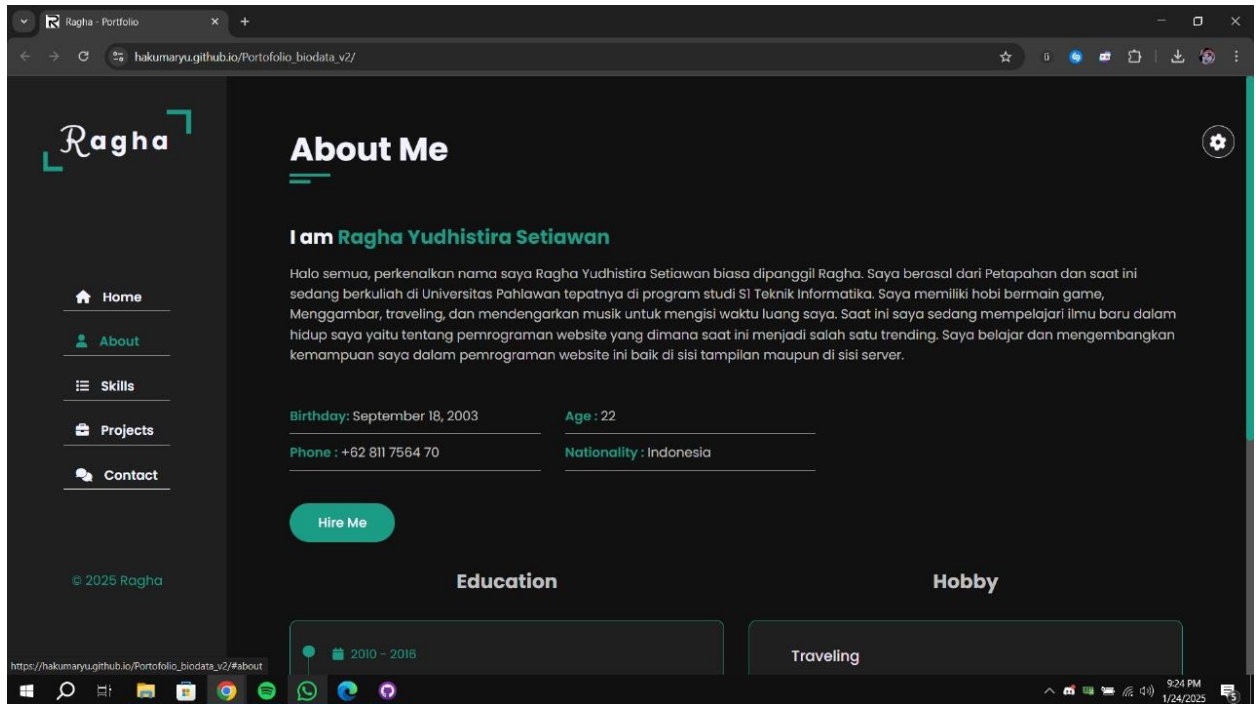 Ragha - Portfolio
hakumaryu.github.io/Portofolio_biodata_v2/
Ragha
About Me
I am Ragha Yudhistira Setiawan
Halo semua, perkenalkan nama saya Ragha Yudhistira Setiawan biasa dipanggil Ragha. Saya berasal dari Petapahan dan saat ini
sedang berkuliah di Universitas Pahlawan tepatnya di program studi S1 Teknik Informatika. Saya memiliki hobi bermain game,
Menggambar, traveling, dan mendengarkan musik untuk mengisi waktu luang saya. Saat ini saya sedang mempelajari ilmu baru dalam
hidup saya yaitu tentang pemrograman website yang dimana saat ini menjadi salah satu trending. Saya belajar dan mengembangkan
kemampuan saya dalam pemrograman website ini baik di sisi tampilan maupun di sisi server.
Home
About
Skills
Projects
Contact
Birthday: September 18, 2003
Age : 22
Phone : +62 811 7564 70
Nationality : Indonesia
Hire Me
© 2025 Ragha
Education
Hobby
2010 - 2016
Traveling
https://hakumaryu.github.io/Portofolio_biodata_v2/#about
9:24 PM
1/24/2025
5